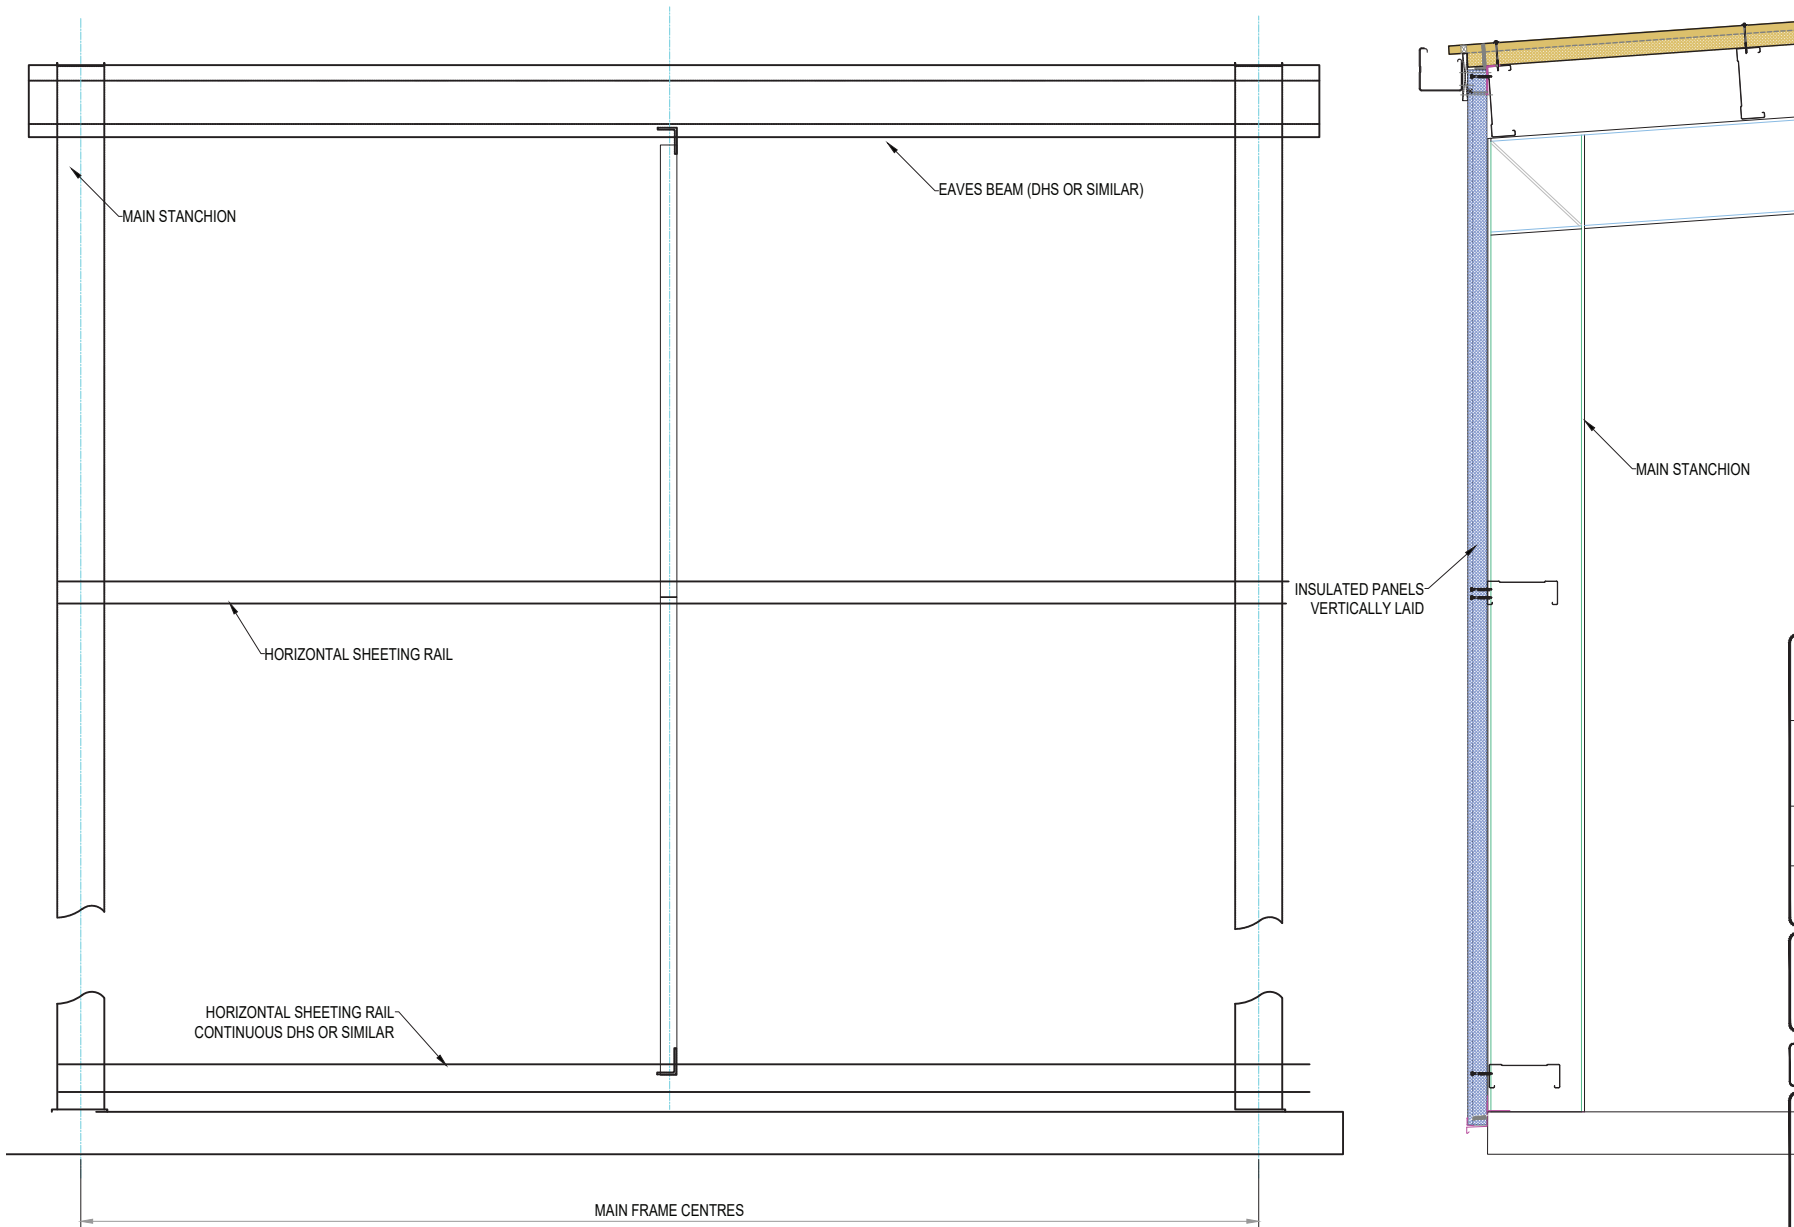 EAVES BEAM (DHS OR SIMILAR)
MAIN STANCHION
MAIN STANCHION
INSULATED PANELS
VERTICALLY LAID
HORIZONTAL SHEETING RAIL
HORIZONTAL SHEETING RAIL
CONTINUOUS DHS OR SIMILAR
MAIN FRAME CENTRES